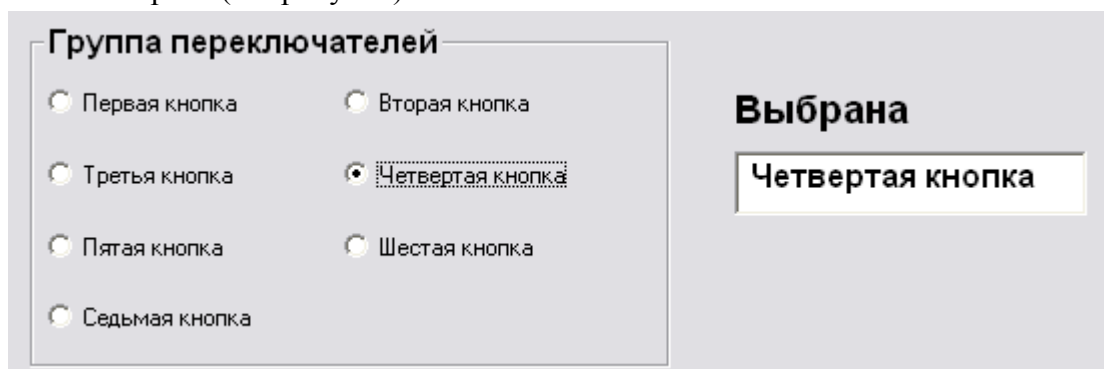 Группа переключателей
Первая кнопка
Вторая кнопка
Третья кнопка
Четвертая кнопка
Пятая кнопка
Шестая кнопка
Седьмая кнопка
Выбрана
Четвертая кнопка